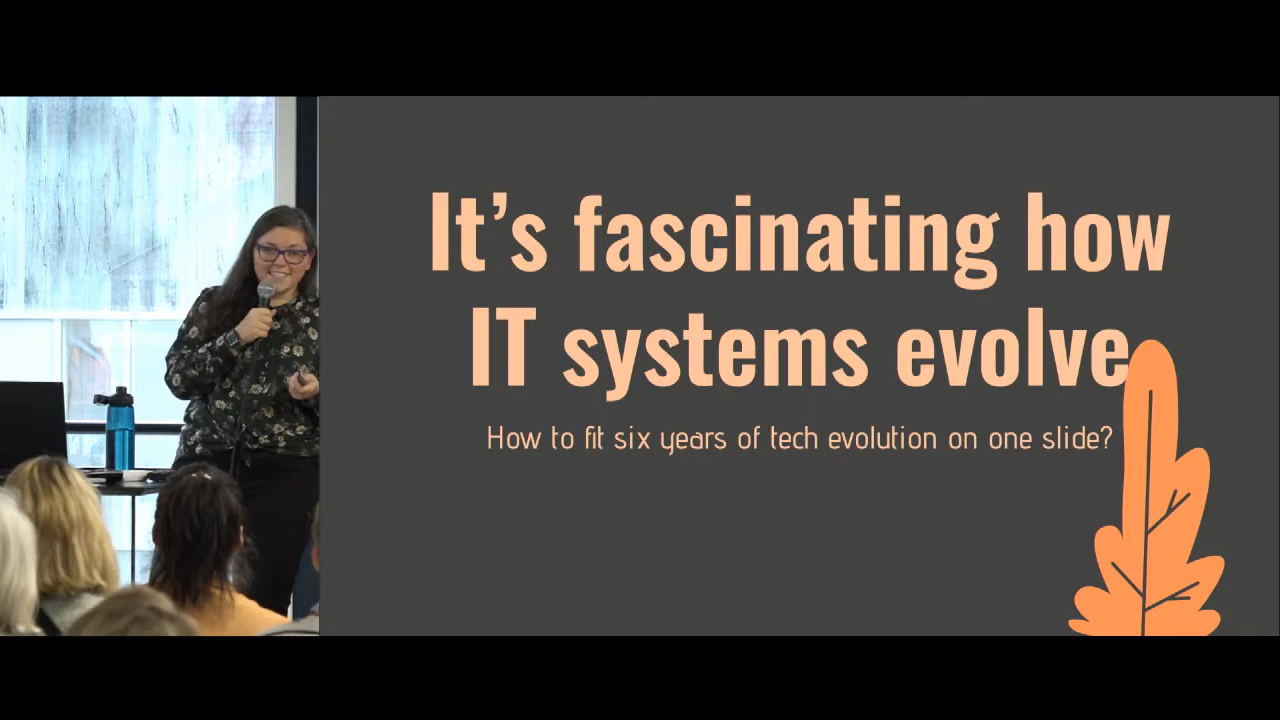 It’s fascinating how
IT systems evolve
How to fit six years of tech evolution on one slide?